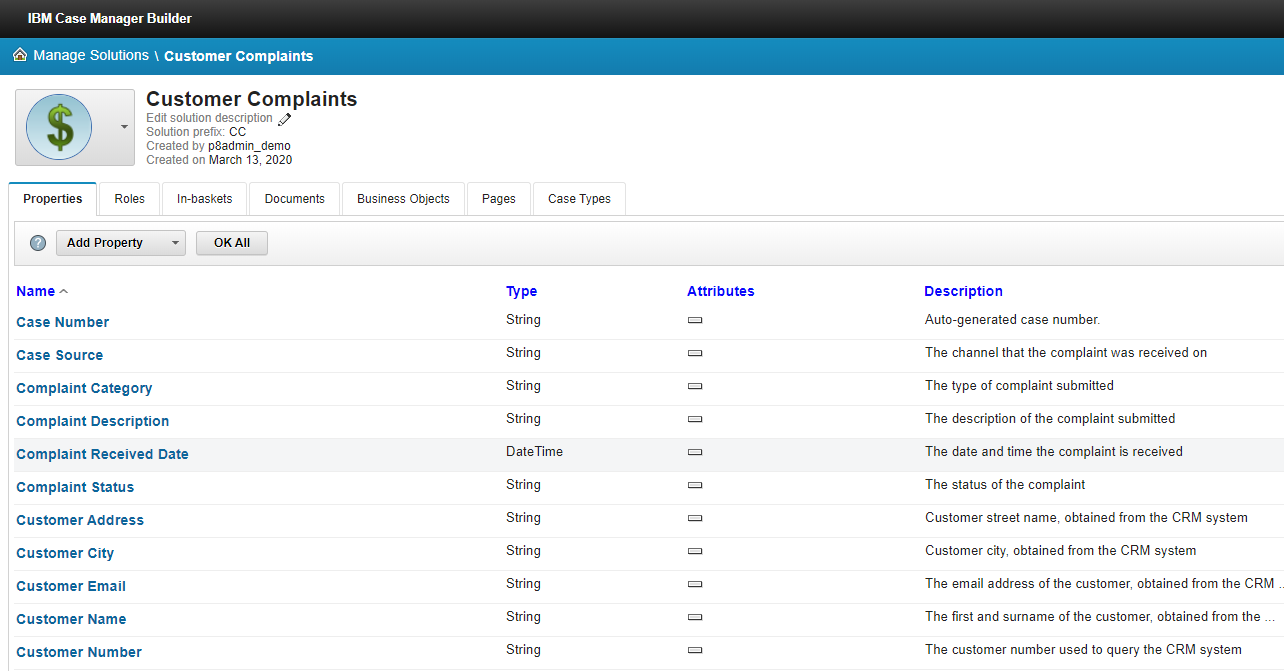 IBM Case Manager Builder
Manage Solutions \ Customer Complaints
Customer Complaints
Edit solution description
Solution prefix: CC
Created by p8admin_demo
Created on March 13, 2020
Properties Roles In-baskets Documents Business Objects Pages Case Types
? Add Property OK All
Name Type Attributes Description
Case Number String Auto-generated case number.
Case Source String The channel that the complaint was received on
Complaint Category String The type of complaint submitted
Complaint Description String The description of the complaint submitted
Complaint Received Date DateTime The date and time the complaint is received
Complaint Status String The status of the complaint
Customer Address String Customer street name, obtained from the CRM system
Customer City String Customer city, obtained from the CRM system
Customer Email String The email address of the customer, obtained from the CRM ...
Customer Name String The first and surname of the customer, obtained from the ...
Customer Number String The customer number used to query the CRM system